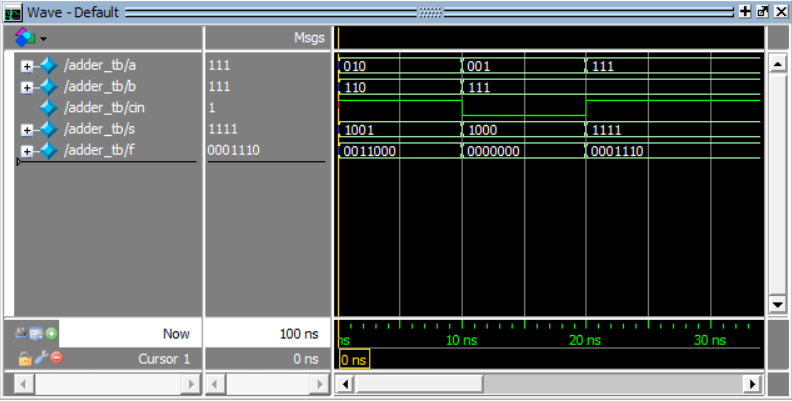 Wave - Default
Msgs
/adder_tb/a 111 010 001 111
/adder_tb/b 111 110 111
/adder_tb/cin 1
/adder_tb/s 1111 1001 1000 1111
/adder_tb/f 0001110 0011000 0000000 0001110
Now 100 ns ns 10 ns 20 ns 30 ns
Cursor 1 0 ns 0 ns